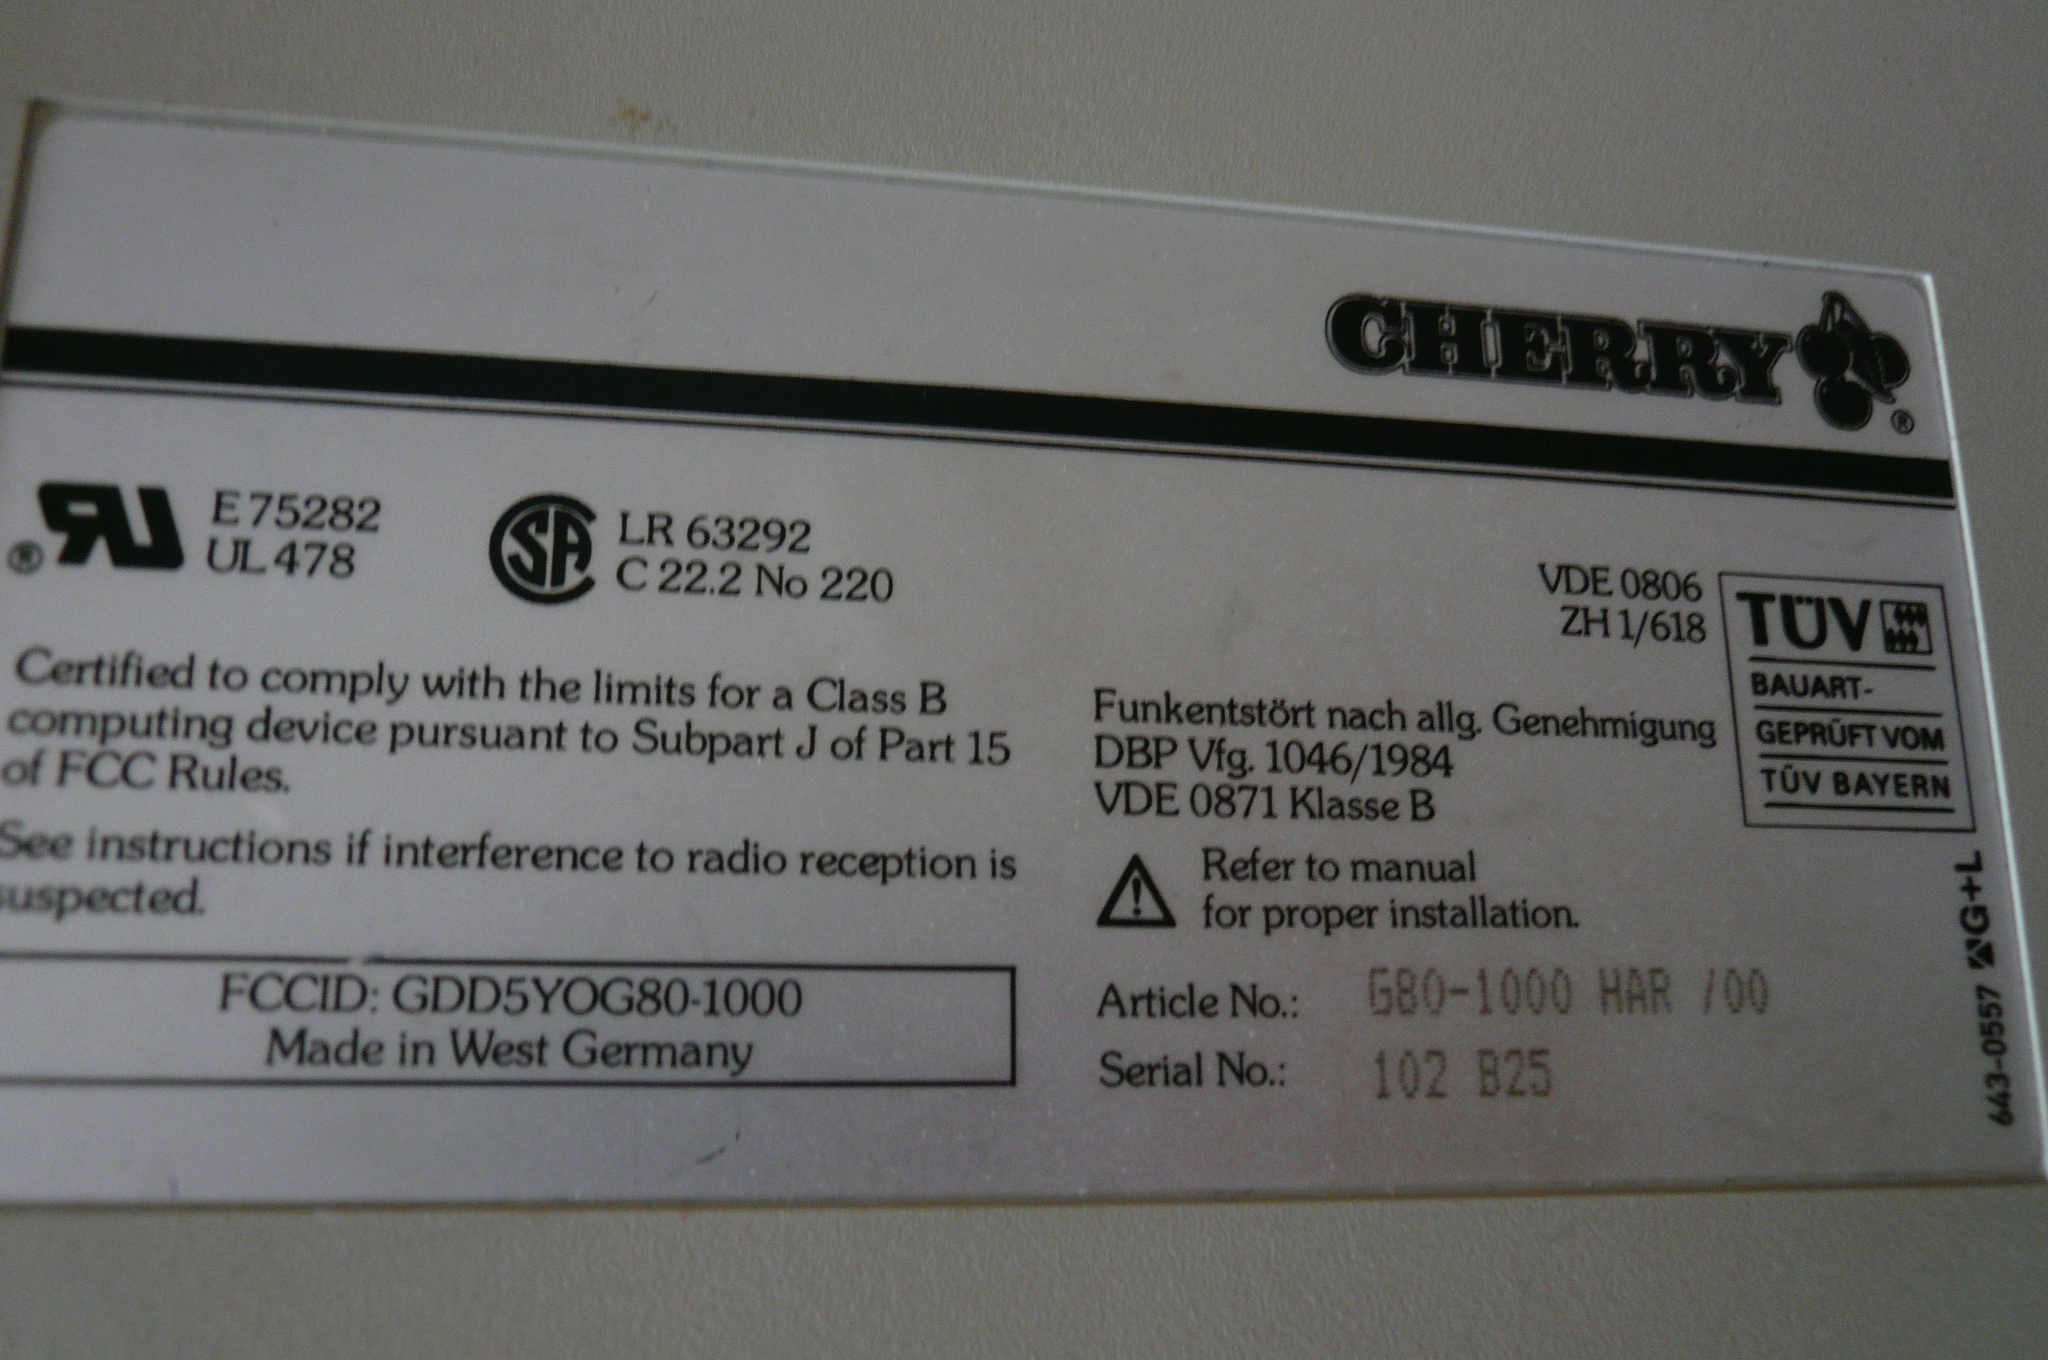 CHERRY ®
® RU E 75282
UL 478
CSA LR 63292
C 22.2 No 220
VDE 0806
ZH 1/618
TÜV
BAUART-
GEPRÜFT VOM
TÜV BAYERN
Certified to comply with the limits for a Class B
computing device pursuant to Subpart J of Part 15
of FCC Rules.
See instructions if interference to radio reception is
suspected.
FCCID: GDD5YOG80-1000
Made in West Germany
Funkentstört nach allg. Genehmigung
DBP Vfg. 1046/1984
VDE 0871 Klasse B
Refer to manual
for proper installation.
Article No.: G80-1000 HAR /00
Serial No.: 102 B25
643-0557 G+L